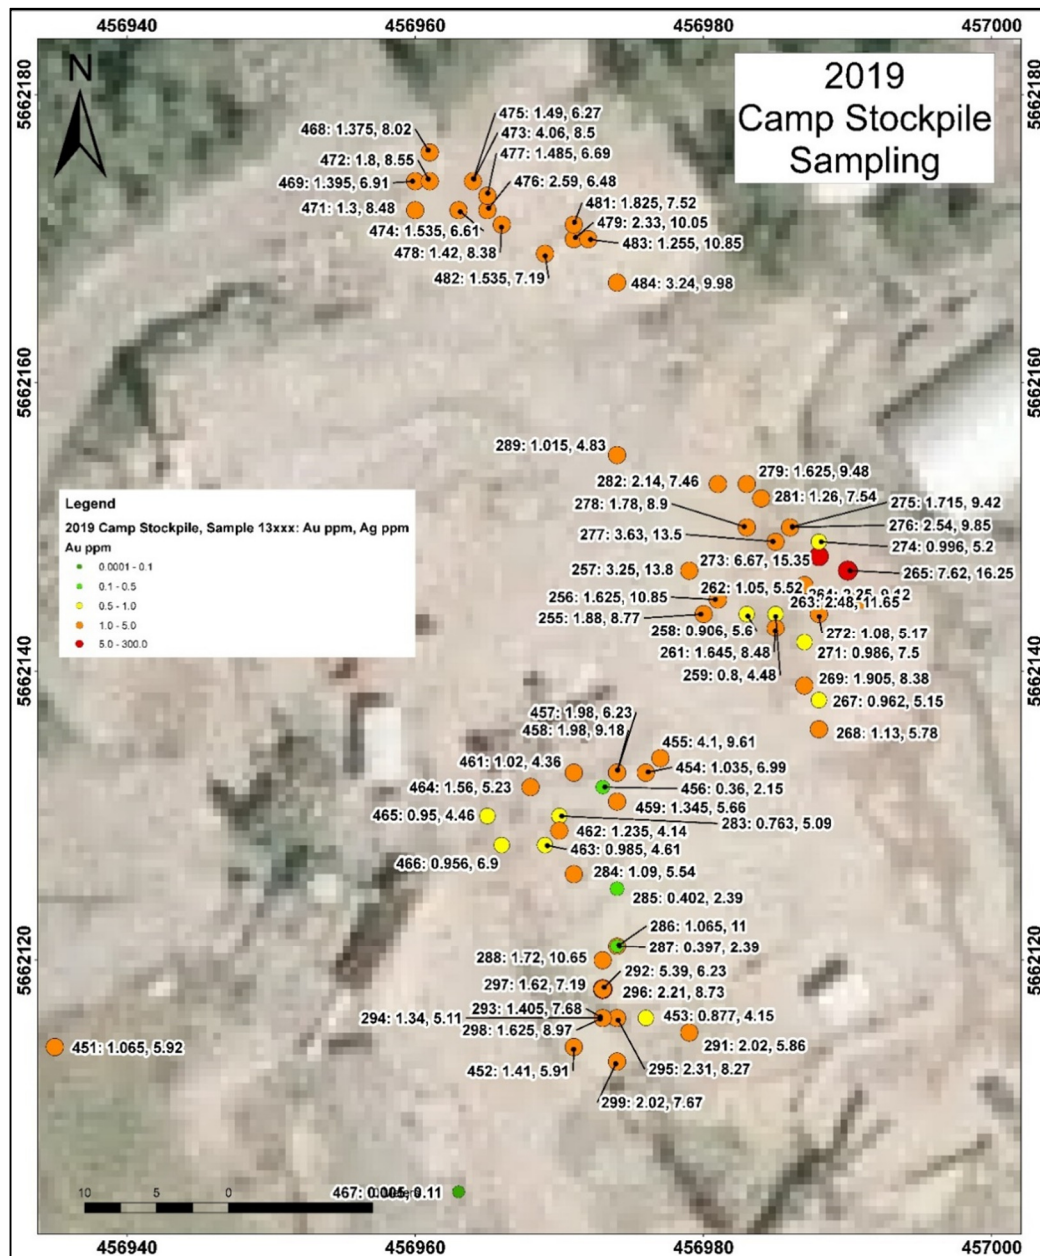 456940
456960
456980
457000
2019
Camp Stockpile
Sampling
N
5662180
5662180
475: 1.49, 6.27
468: 1.375, 8.02
473: 4.06, 8.5
472: 1.8, 8.55
477: 1.485, 6.69
469: 1.395, 6.91
476: 2.59, 6.48
471: 1.3, 8.48
481: 1.825, 7.52
474: 1.535, 6.61
479: 2.33, 10.05
478: 1.42, 8.38
483: 1.255, 10.85
482: 1.535, 7.19
484: 3.24, 9.98
5662160
5662160
289: 1.015, 4.83
282: 2.14, 7.46
279: 1.625, 9.48
278: 1.78, 8.9
281: 1.26, 7.54
275: 1.715, 9.42
277: 3.63, 13.5
276: 2.54, 9.85
274: 0.996, 5.2
273: 6.67, 15.35
257: 3.25, 13.8
265: 7.62, 16.25
262: 1.05, 5.52
256: 1.625, 10.85
263: 2.48, 11.65
255: 1.88, 8.77
258: 0.906, 5.6
272: 1.08, 5.17
261: 1.645, 8.48
271: 0.986, 7.5
259: 0.8, 4.48
269: 1.905, 8.38
267: 0.962, 5.15
268: 1.13, 5.78
Legend
2019 Camp Stockpile, Sample 13xxx: Au ppm, Ag ppm
Au ppm
0.0001 - 0.1
0.1 - 0.5
0.5 - 1.0
1.0 - 5.0
5.0 - 300.0
5662140
5662140
457: 1.98, 6.23
458: 1.98, 9.18
455: 4.1, 9.61
461: 1.02, 4.36
454: 1.035, 6.99
464: 1.56, 5.23
456: 0.36, 2.15
459: 1.345, 5.66
465: 0.95, 4.46
283: 0.763, 5.09
462: 1.235, 4.14
463: 0.985, 4.61
466: 0.956, 6.9
284: 1.09, 5.54
285: 0.402, 2.39
286: 1.065, 11
287: 0.397, 2.39
5662120
5662120
288: 1.72, 10.65
292: 5.39, 6.23
297: 1.62, 7.19
296: 2.21, 8.73
293: 1.405, 7.68
294: 1.34, 5.11
453: 0.877, 4.15
298: 1.625, 8.97
291: 2.02, 5.86
451: 1.065, 5.92
452: 1.41, 5.91
295: 2.31, 8.27
299: 2.02, 7.67
10
5
0
467: 0.005, 0.11
456940
456960
456980
457000